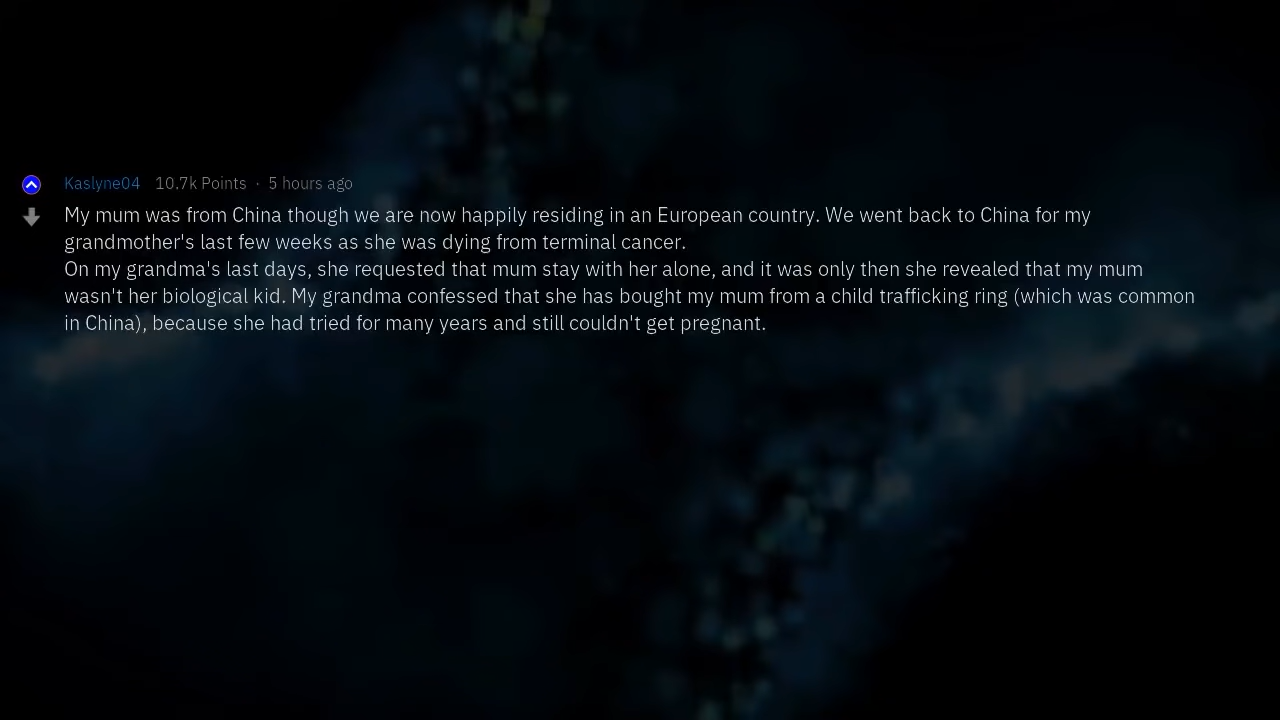 Kaslyne04 10.7k Points · 5 hours ago
My mum was from China though we are now happily residing in an European country. We went back to China for my
grandmother's last few weeks as she was dying from terminal cancer.
On my grandma's last days, she requested that mum stay with her alone, and it was only then she revealed that my mum
wasn't her biological kid. My grandma confessed that she has bought my mum from a child trafficking ring (which was common
in China), because she had tried for many years and still couldn't get pregnant.